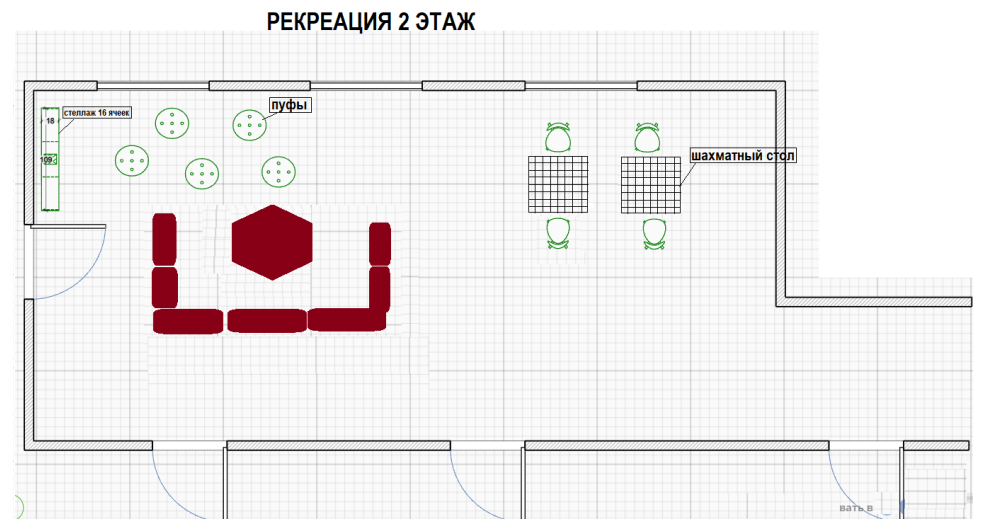 РЕКРЕАЦИЯ 2 ЭТАЖ
пуфы
стеллаж 16 ячеек
18
109
шахматный стол
вать в